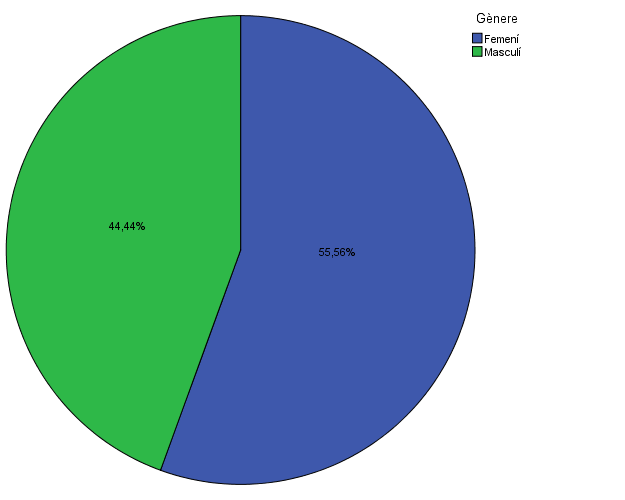 Gènere
Femení
Masculí
44,44%
55,56%